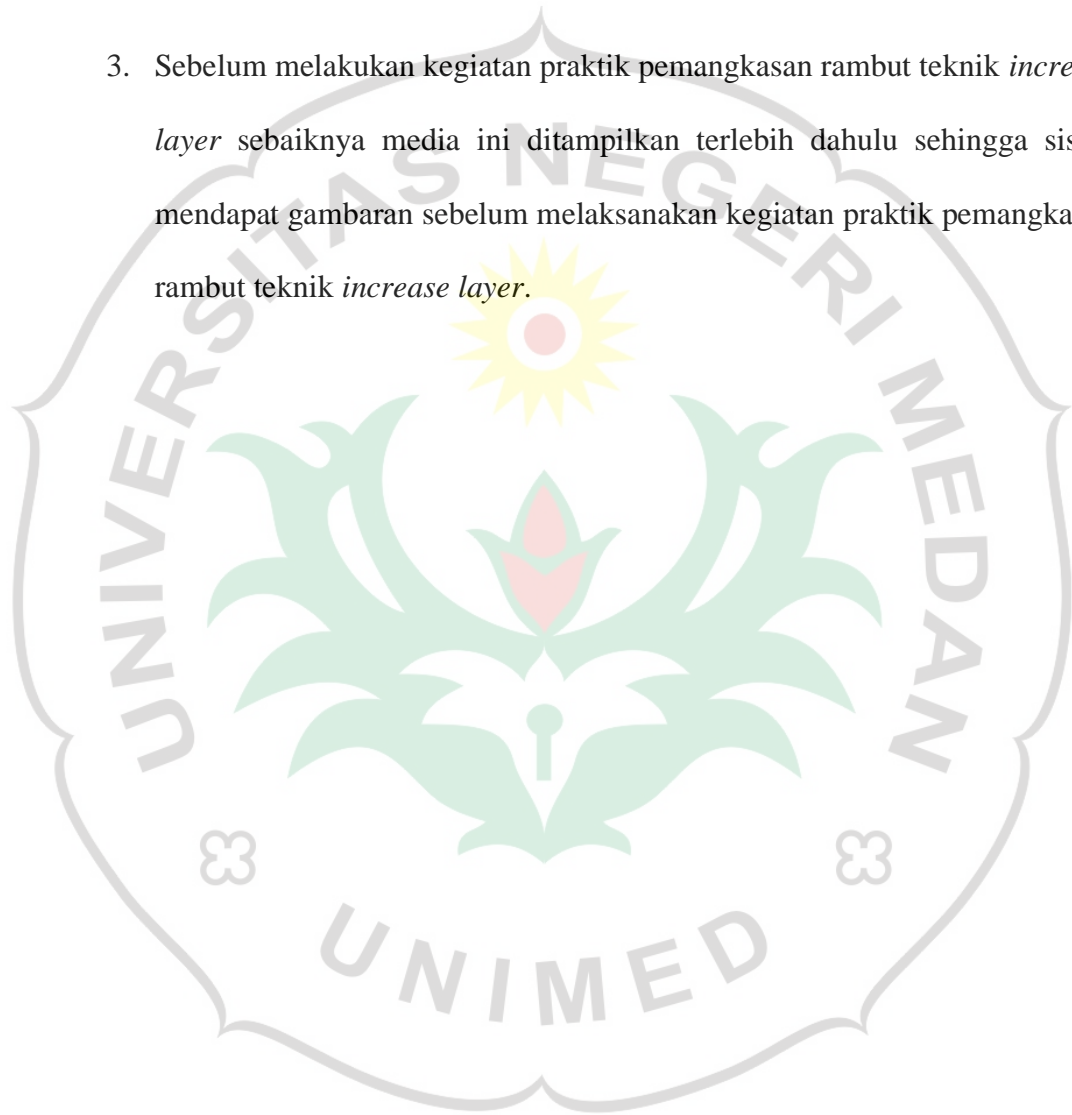 3. Sebelum melakukan kegiatan praktik pemangkasan rambut teknik incre
layer sebaiknya media ini ditampilkan terlebih dahulu sehingga sis
mendapat gambaran sebelum melaksanakan kegiatan praktik pemangka
rambut teknik increase layer.
UNIVERSITAS NEGERI MEDAN
UNIMED